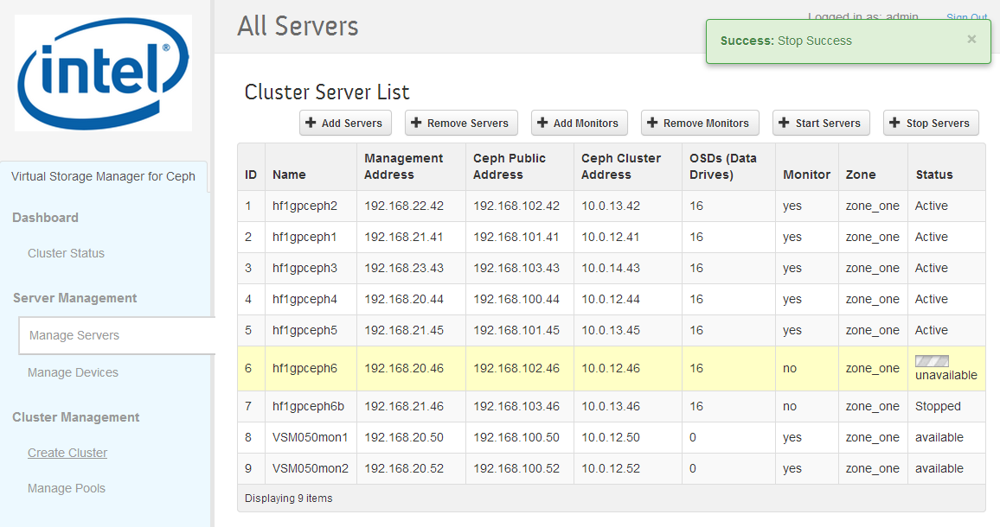 intel®
Virtual Storage Manager for Ceph
Dashboard
Cluster Status
Server Management
Manage Servers
Manage Devices
Cluster Management
Create Cluster
Manage Pools
All Servers
Logged in as: admin Sign Out
Success: Stop Success ×
Cluster Server List
+ Add Servers + Remove Servers + Add Monitors + Remove Monitors + Start Servers + Stop Servers
ID Name Management Address Ceph Public Address Ceph Cluster Address OSDs (Data Drives) Monitor Zone Status
1 hf1gpceph2 192.168.22.42 192.168.102.42 10.0.13.42 16 yes zone_one Active
2 hf1gpceph1 192.168.21.41 192.168.101.41 10.0.12.41 16 yes zone_one Active
3 hf1gpceph3 192.168.23.43 192.168.103.43 10.0.14.43 16 yes zone_one Active
4 hf1gpceph4 192.168.20.44 192.168.100.44 10.0.12.44 16 yes zone_one Active
5 hf1gpceph5 192.168.21.45 192.168.101.45 10.0.13.45 16 yes zone_one Active
6 hf1gpceph6 192.168.20.46 192.168.102.46 10.0.12.46 16 no zone_one unavailable
7 hf1gpceph6b 192.168.21.46 192.168.103.46 10.0.13.46 16 no zone_one Stopped
8 VSM050mon1 192.168.20.50 192.168.100.50 10.0.12.50 0 yes zone_one available
9 VSM050mon2 192.168.20.52 192.168.100.52 10.0.12.52 0 yes zone_one available
Displaying 9 items